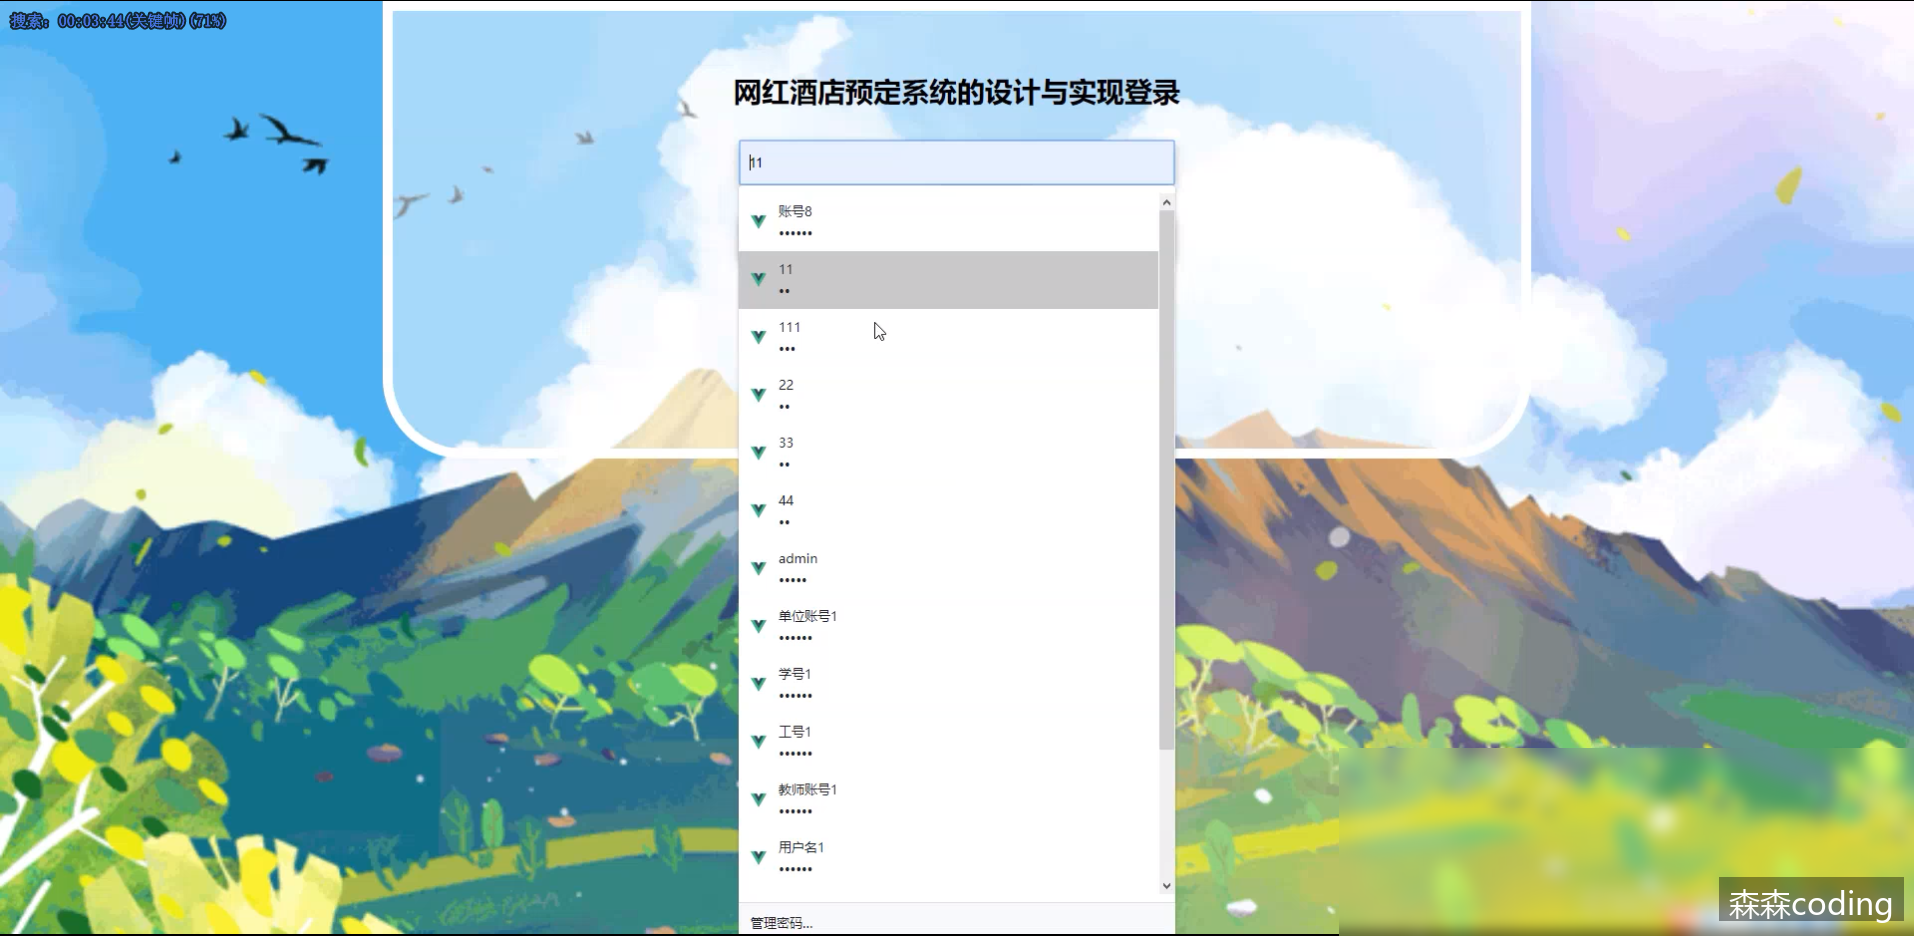 搜索: 00:03:44(关键帧)(71%)
网红酒店预定系统的设计与实现登录
11
账号8
••••••
11
••
111
•••
22
••
33
••
44
••
admin
•••••
单位账号1
••••••
学号1
••••••
工号1
••••••
教师账号1
••••••
用户名1
••••••
管理密码...
森森coding